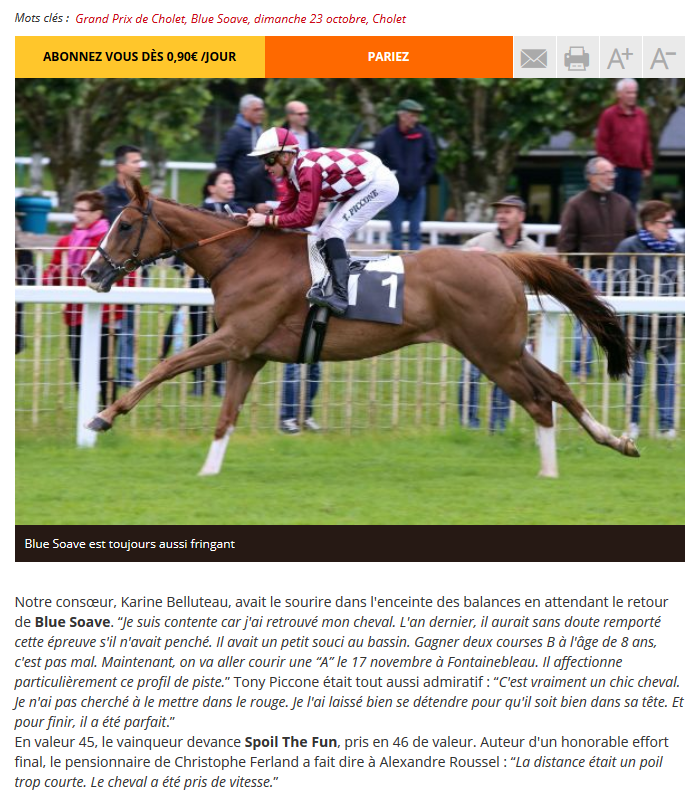 Mots clés : Grand Prix de Cholet, Blue Soave, dimanche 23 octobre, Cholet
ABONNEZ VOUS DÈS 0,90€ /JOUR
PARIEZ
A+
A-
T. PICCONE
11
Blue Soave est toujours aussi fringant
Notre consœur, Karine Belluteau, avait le sourire dans l'enceinte des balances en attendant le retour
de Blue Soave. “Je suis contente car j'ai retrouvé mon cheval. L'an dernier, il aurait sans doute remporté
cette épreuve s'il n'avait penché. Il avait un petit souci au bassin. Gagner deux courses B à l'âge de 8 ans,
c'est pas mal. Maintenant, on va aller courir une “A” le 17 novembre à Fontainebleau. Il affectionne
particulièrement ce profil de piste.” Tony Piccone était tout aussi admiratif : “C'est vraiment un chic cheval.
Je n'ai pas cherché à le mettre dans le rouge. Je l'ai laissé bien se détendre pour qu'il soit bien dans sa tête. Et
pour finir, il a été parfait.”
En valeur 45, le vainqueur devance Spoil The Fun, pris en 46 de valeur. Auteur d'un honorable effort
final, le pensionnaire de Christophe Ferland a fait dire à Alexandre Roussel : “La distance était un poil
trop courte. Le cheval a été pris de vitesse.”